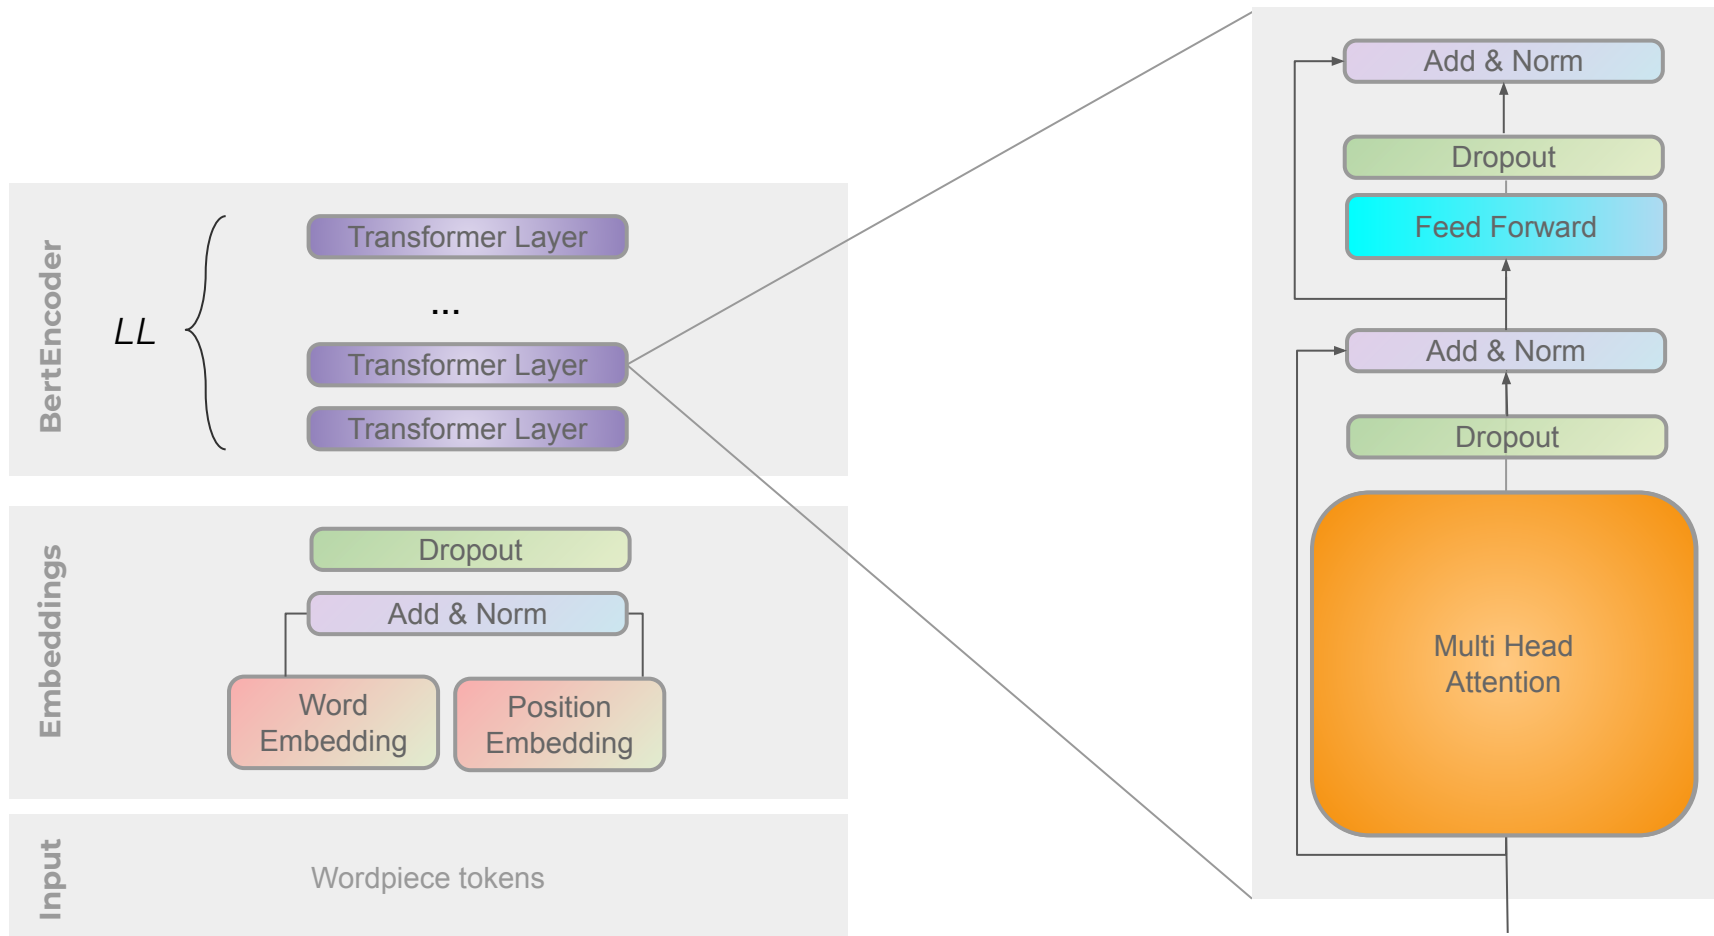 BertEncoder
LL
Transformer Layer
...
Transformer Layer
Transformer Layer
Embeddings
Dropout
Add & Norm
Word
Embedding
Position
Embedding
Input
Wordpiece tokens
Add & Norm
Dropout
Feed Forward
Add & Norm
Dropout
Multi Head
Attention